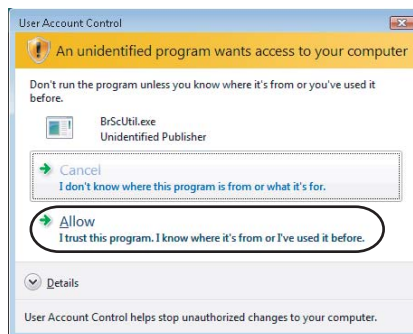 User Account Control
An unidentified program wants access to your computer
Don't run the program unless you know where it's from or you've used it
before.
BrScUtil.exe
Unidentified Publisher
Cancel
I don't know where this program is from or what it's for.
Allow
I trust this program. I know where it's from or I've used it before.
Details
User Account Control helps stop unauthorized changes to your computer.